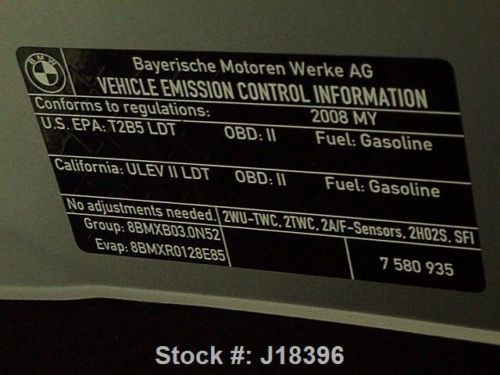 BMW
Bayerische Motoren Werke AG
VEHICLE EMISSION CONTROL INFORMATION
Conforms to regulations: 2008 MY
U.S. EPA: T2B5 LDT OBD: II Fuel: Gasoline
California: ULEV II LDT OBD: II Fuel: Gasoline
No adjustments needed. 2WU-TWC, 2TWC, 2A/F-Sensors, 2HO2S, SFI
Group: 8BMXB03.0N52
Evap: 8BMXR0128E85 7 580 935
Stock #: J18396